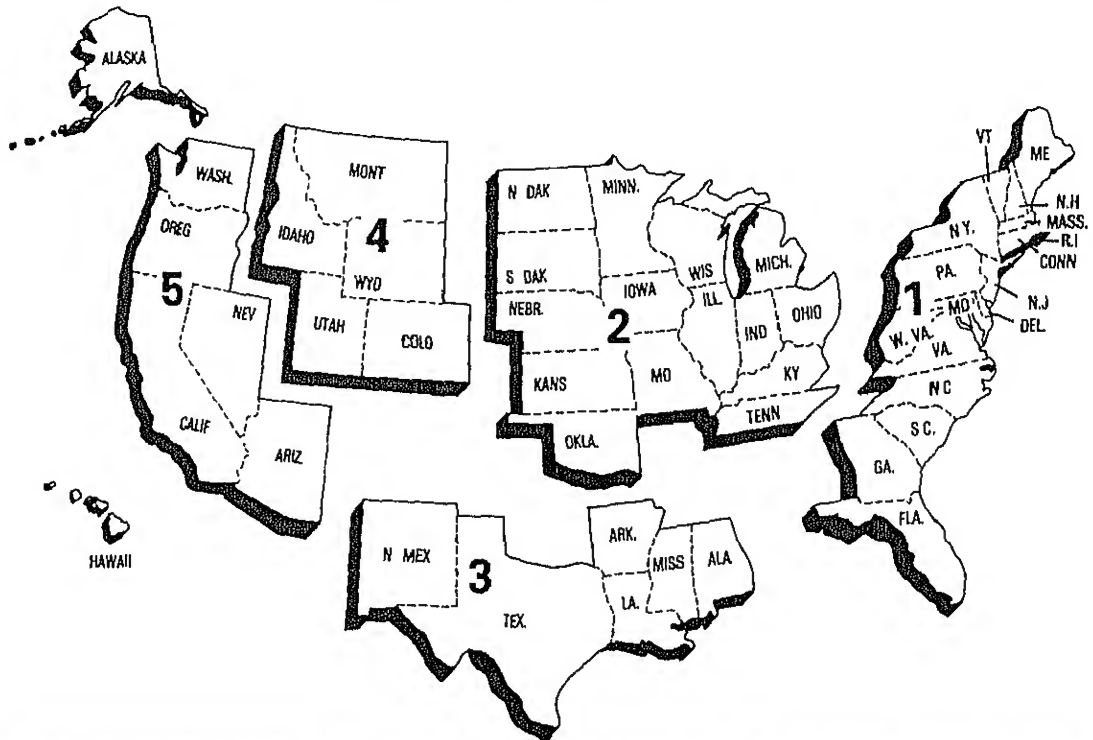 ALASKA
WASH.
OREG
5
NEV
CALIF
ARIZ
HAWAII
MONT
IDAHO
4
WYO
UTAH
COLO
N DAK
MINN.
S DAK
NEBR.
IOWA
2
WIS
MICH.
ILL.
IND
OHIO
KANS
MO
KY
TENN
OKLA.
N MEX
3
TEX.
ARK.
LA.
MISS
ALA
VT
ME
N.H
MASS.
R.I
CONN
N.Y.
PA.
1
N.J
MD
DEL.
W. VA.
VA.
N C
S C.
GA.
FLA.